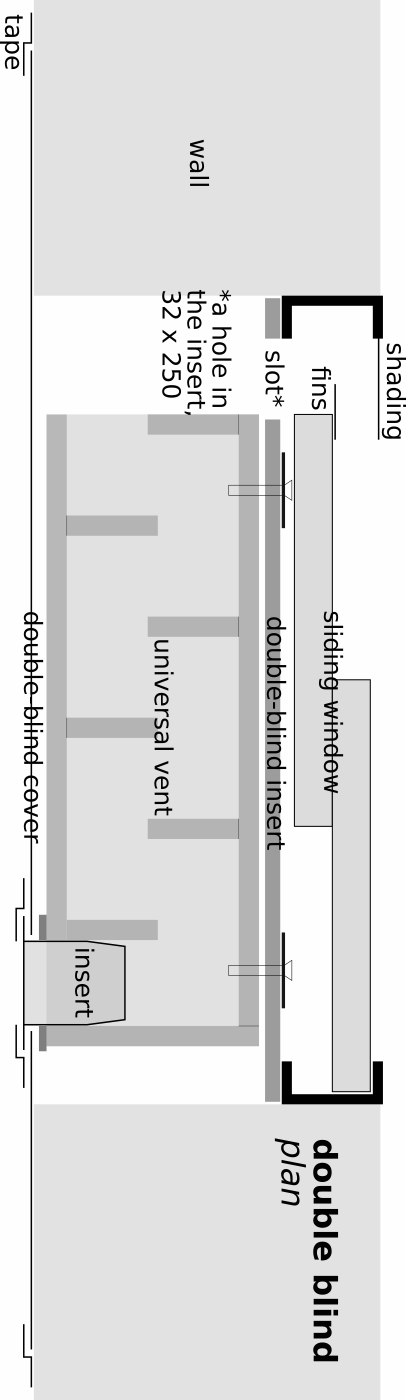 double blind
plan
shading
fins
sliding window
slot*
double-blind insert
*a hole in
the insert,
32 x 250
wall
universal vent
insert
double-blind cover
tape